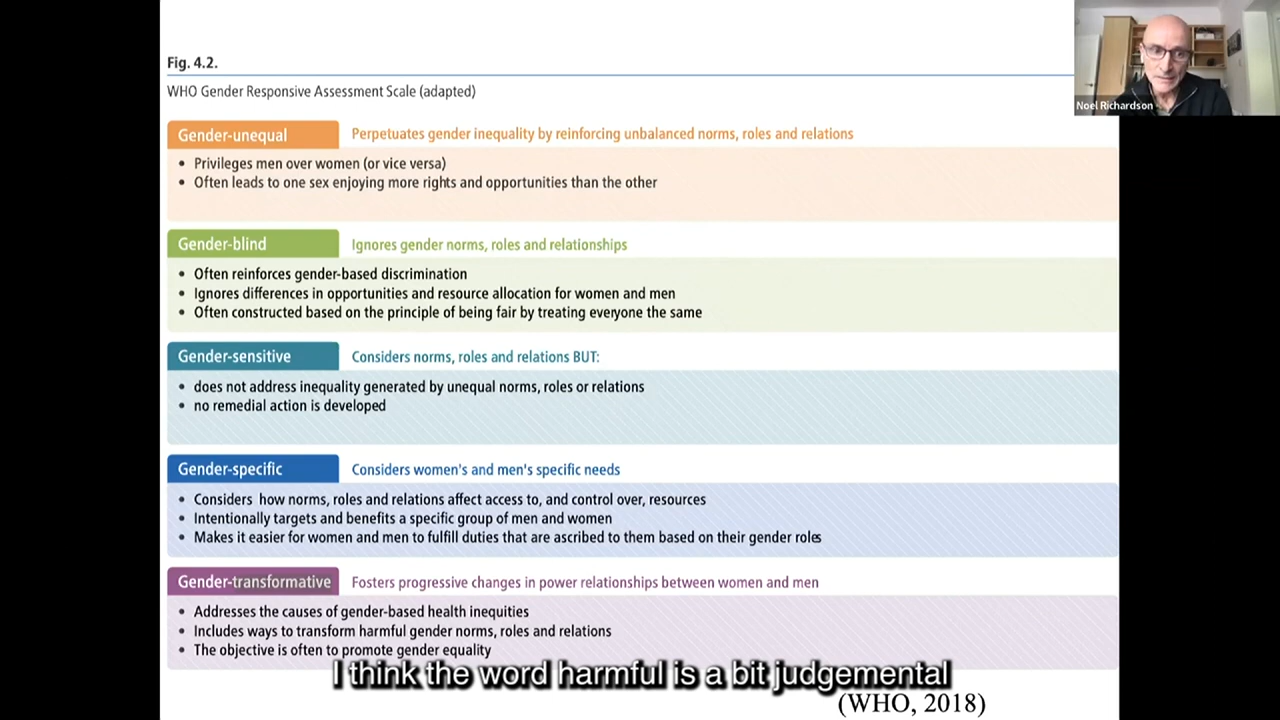 Fig. 4.2.
WHO Gender Responsive Assessment Scale (adapted)
Noel Richardson
Gender-unequal Perpetuates gender inequality by reinforcing unbalanced norms, roles and relations
• Privileges men over women (or vice versa)
• Often leads to one sex enjoying more rights and opportunities than the other
Gender-blind Ignores gender norms, roles and relationships
• Often reinforces gender-based discrimination
• Ignores differences in opportunities and resource allocation for women and men
• Often constructed based on the principle of being fair by treating everyone the same
Gender-sensitive Considers norms, roles and relations BUT:
• does not address inequality generated by unequal norms, roles or relations
• no remedial action is developed
Gender-specific Considers women's and men's specific needs
• Considers how norms, roles and relations affect access to, and control over, resources
• Intentionally targets and benefits a specific group of men and women
• Makes it easier for women and men to fulfill duties that are ascribed to them based on their gender roles
Gender-transformative Fosters progressive changes in power relationships between women and men
• Addresses the causes of gender-based health inequities
• Includes ways to transform harmful gender norms, roles and relations
• The objective is often to promote gender equality
I think the word harmful is a bit judgemental
(WHO, 2018)